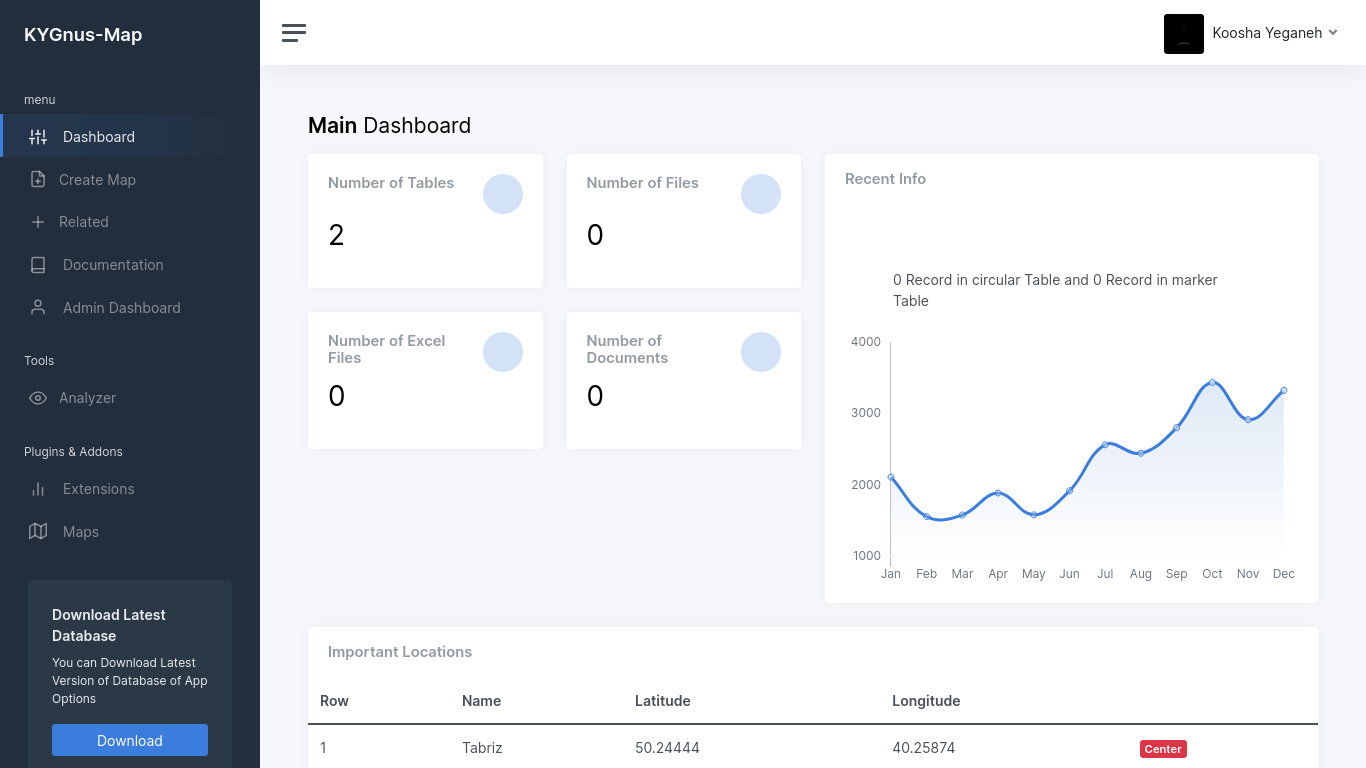 KYGnus-Map
menu
Dashboard
Create Map
Related
Documentation
Admin Dashboard
Tools
Analyzer
Plugins & Addons
Extensions
Maps
Download Latest
Database
You can Download Latest
Version of Database of App
Options
Download
Koosha Yeganeh
Main Dashboard
Number of Tables
2
Number of Files
0
Number of Excel
Files
0
Number of
Documents
0
Recent Info
0 Record in circular Table and 0 Record in marker
Table
4000
3000
2000
1000
Jan Feb Mar Apr May Jun Jul Aug Sep Oct Nov Dec
Important Locations
Row Name Latitude Longitude
1 Tabriz 50.24444 40.25874 Center